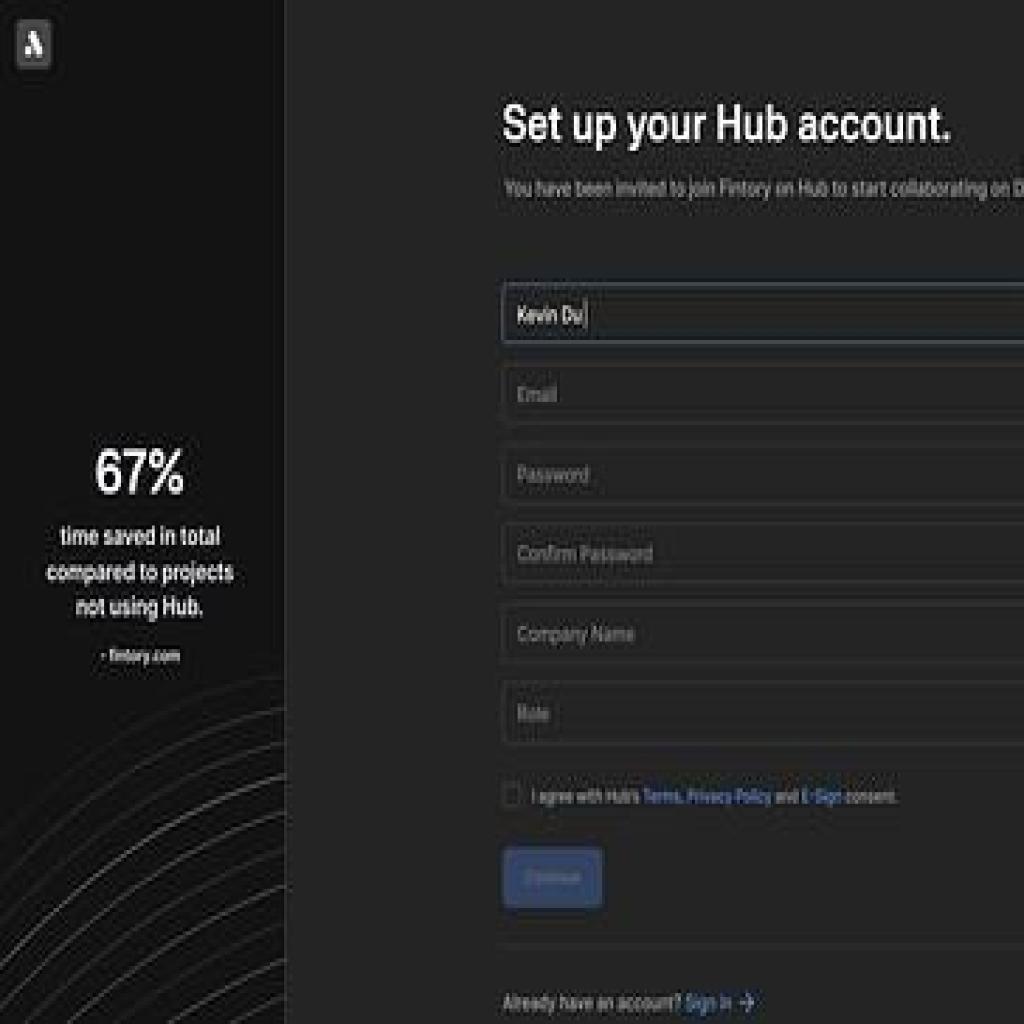 67%
time saved in total
compared to projects
not using Hub.
- fintory.com
Set up your Hub account.
You have been invited to join Fintory on Hub to start collaborating on D
Kevin Du
Email
Password
Confirm Password
Company Name
Role
I agree with Hub's Terms, Privacy Policy and E-Sign consent.
Continue
Already have an account? Sign In →